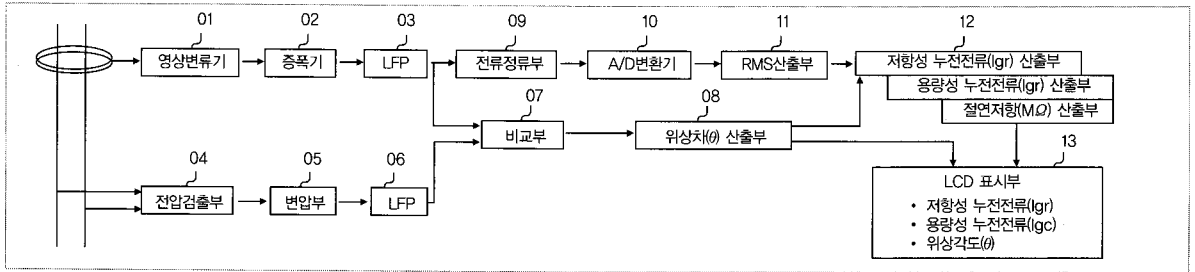 01
02
03
09
10
11
12
영상변류기
증폭기
LFP
전류정류부
A/D변환기
RMS산출부
저항성 누전전류(Igr) 산출부
용량성 누전전류(Igr) 산출부
절연저항(MΩ) 산출부
07
08
비교부
위상차(θ) 산출부
04
05
06
전압검출부
변압부
LFP
13
LCD 표시부
• 저항성 누전전류(Igr)
• 용량성 누전전류(Igc)
• 위상각도(θ)